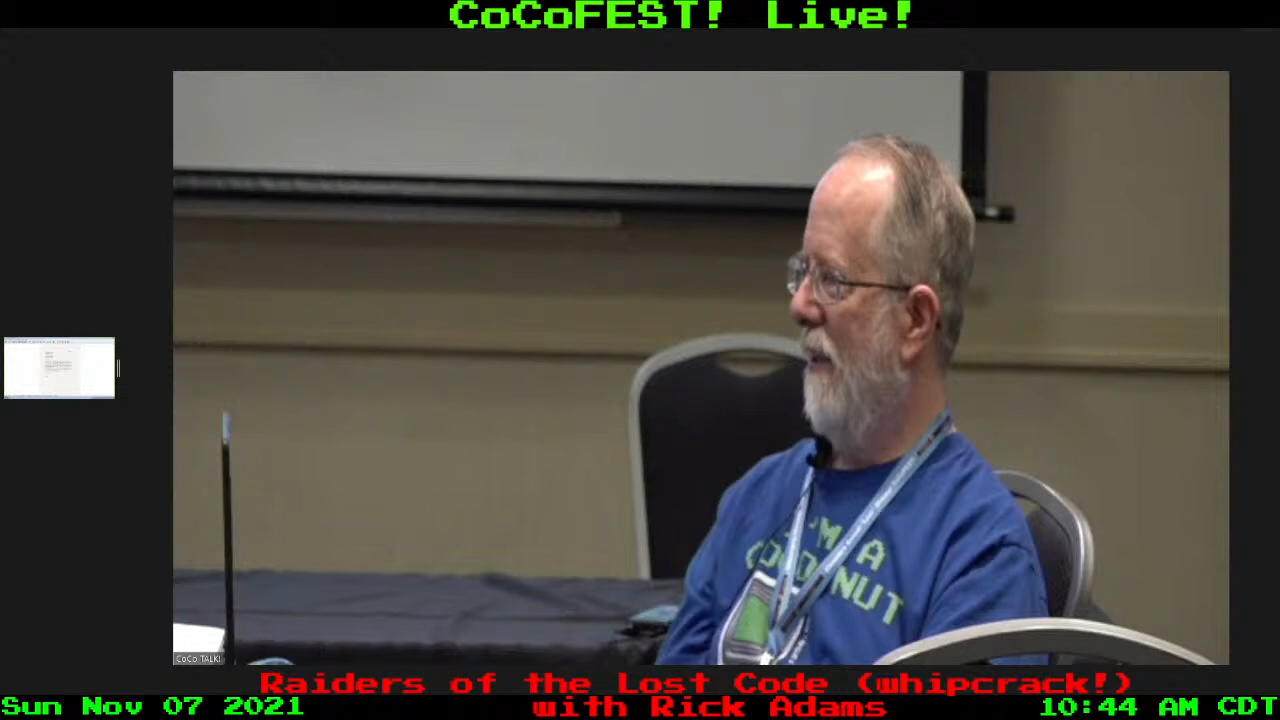 CoCoFEST! Live!
I'M A
COCONUT
CoCo TALK!
Raiders of the Lost Code (whipcrack!)
Sun Nov 07 2021
with Rick Adams
10:44 AM CDT